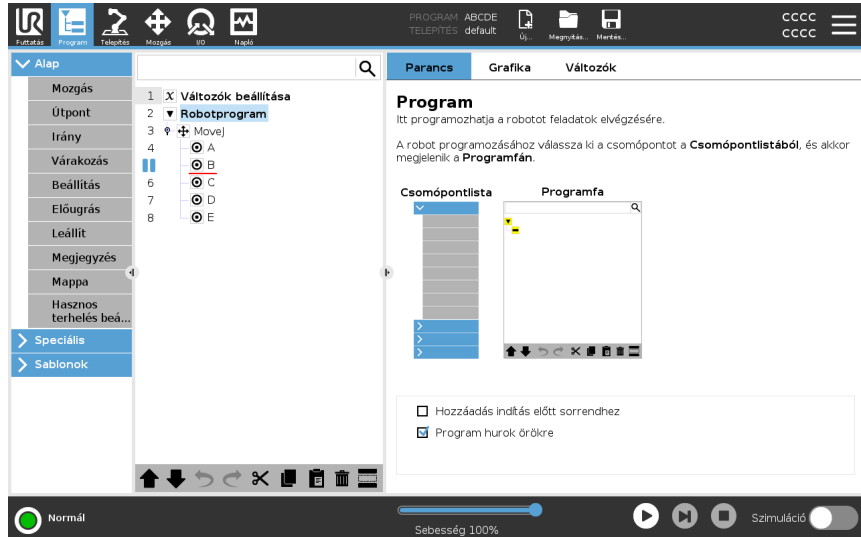 UR
Futtatás Program Telepítés Mozgás I/O Napló
PROGRAM ABCDE
TELEPÍTÉS default
Új... Megnyitás... Mentés...
CCCC
CCCC
Alap
Mozgás
Útpont
Irány
Várakozás
Beállítás
Előugrás
Leállít
Megjegyzés
Mappa
Hasznos
terhelés beá...
Speciális
Sablonok
1 X Változók beállítása
2 Robotprogram
3 MoveJ
4 A
B
6 C
7 D
8 E
Parancs Grafika Változók
Program
Itt programozhatja a robotot feladatok elvégzésére.
A robot programozásához válassza ki a csomópontot a Csomópontlistából, és akkor
megjelenik a Programfán.
Csomópontlista Programfa
Hozzáadás indítás előtt sorrendhez
Program hurok örökre
Normál
Sebesség 100%
Szimuláció